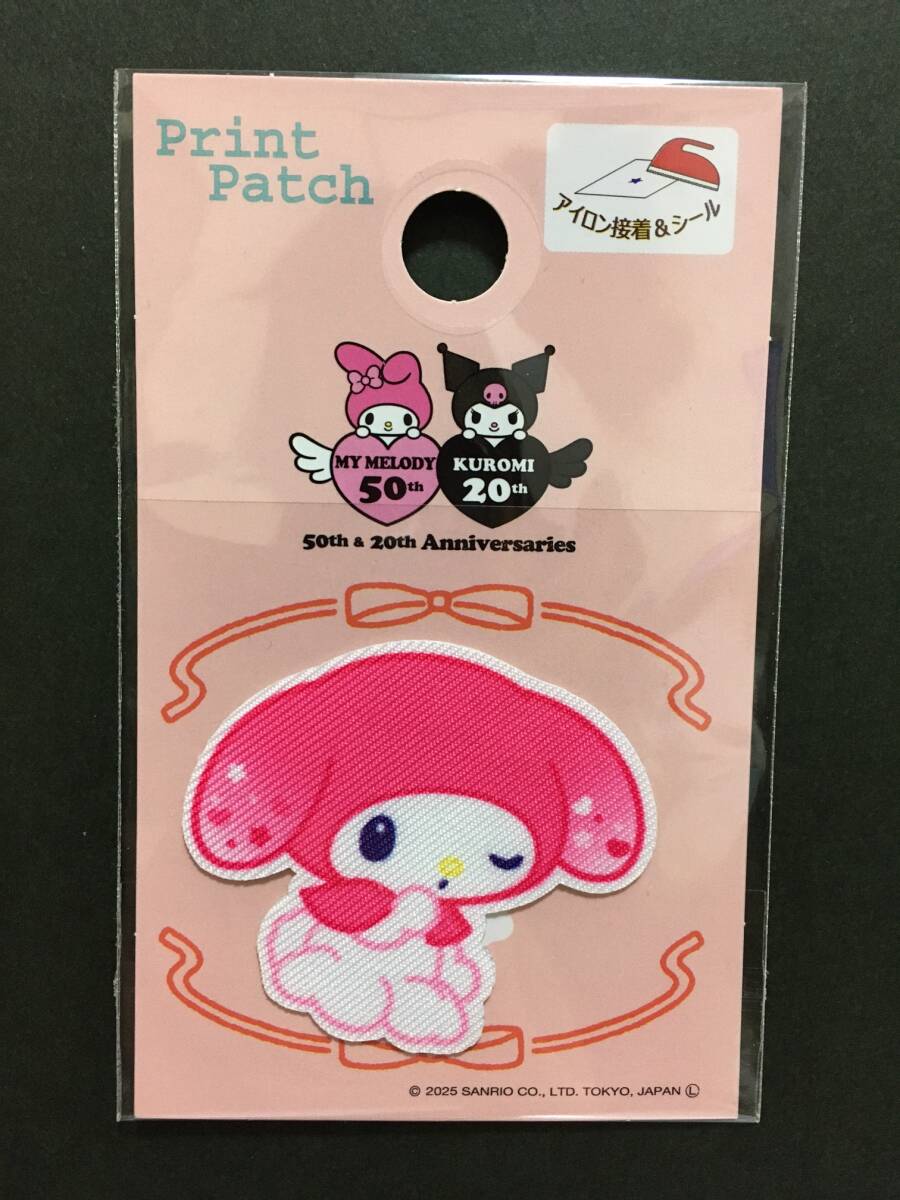 Print
Patch
アイロン接着&シール
MY MELODY
50th
KUROMI
20th
50th & 20th Anniversaries
© 2025 SANRIO CO., LTD. TOKYO, JAPAN Ⓛ